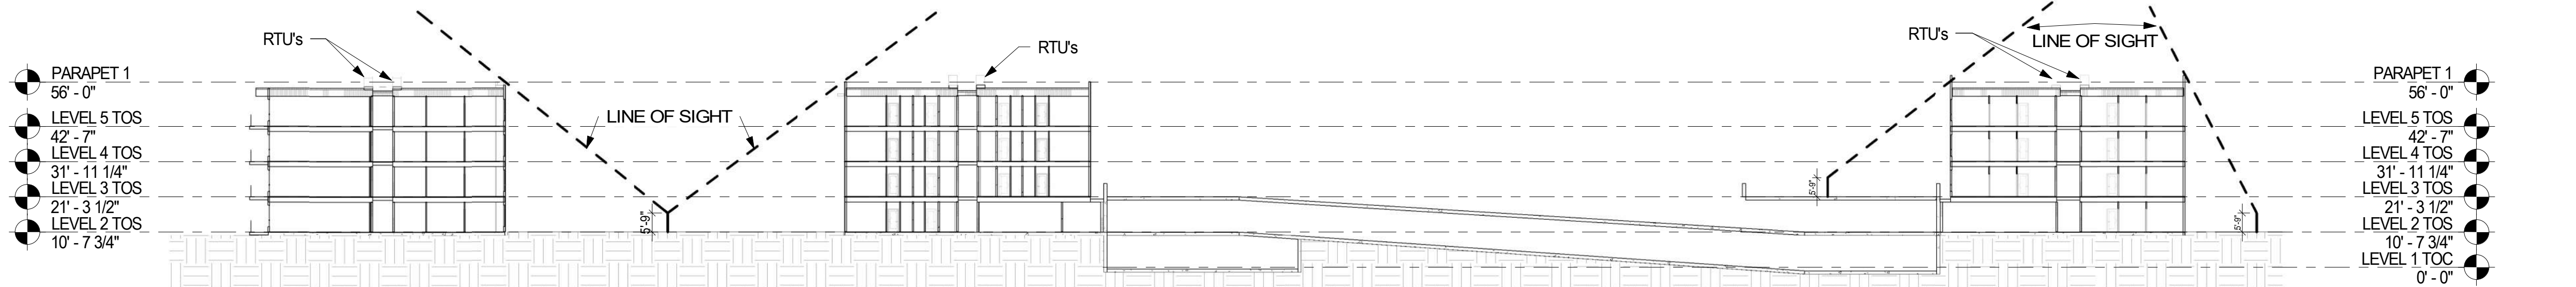 PARAPET 1
56' - 0"
LEVEL 5 TOS
42' - 7"
LEVEL 4 TOS
31' - 11 1/4"
LEVEL 3 TOS
21' - 3 1/2"
LEVEL 2 TOS
10' - 7 3/4"
RTU's
LINE OF SIGHT
5'-9"
RTU's
5'-9"
RTU's
LINE OF SIGHT
5'-9"
PARAPET 1
56' - 0"
LEVEL 5 TOS
42' - 7"
LEVEL 4 TOS
31' - 11 1/4"
LEVEL 3 TOS
21' - 3 1/2"
LEVEL 2 TOS
10' - 7 3/4"
LEVEL 1 TOC
0' - 0"